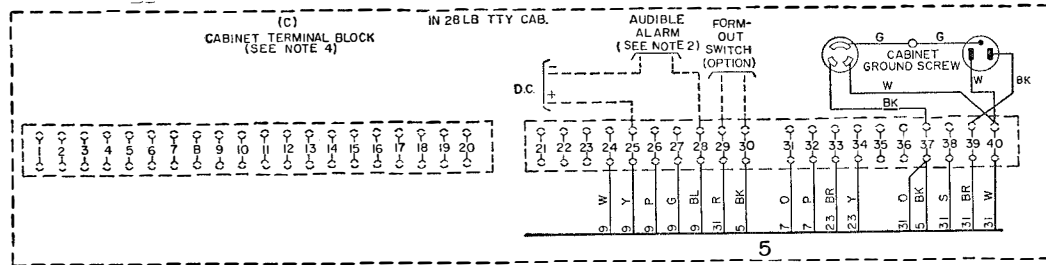 (C)
CABINET TERMINAL BLOCK
(SEE NOTE 4)
IN 28 LB TTY CAB.
AUDIBLE
ALARM
(SEE NOTE 2)
FORM-
OUT
SWITCH
(OPTION)
G G
CABINET
GROUND SCREW
W
BK
W
BK
D.C.
−
+
1 2 3 4 5 6 7 8 9 10 11 12 13 14 15 16 17 18 19 20
21 22 23 24 25 26 27 28 29 30 31 32 33 34 35 36 37 38 39 40
W Y P G BL R BK O P BR Y O BK S BR W
9 9 9 9 9 31 5 7 7 23 23 31 5 31 31 31
5